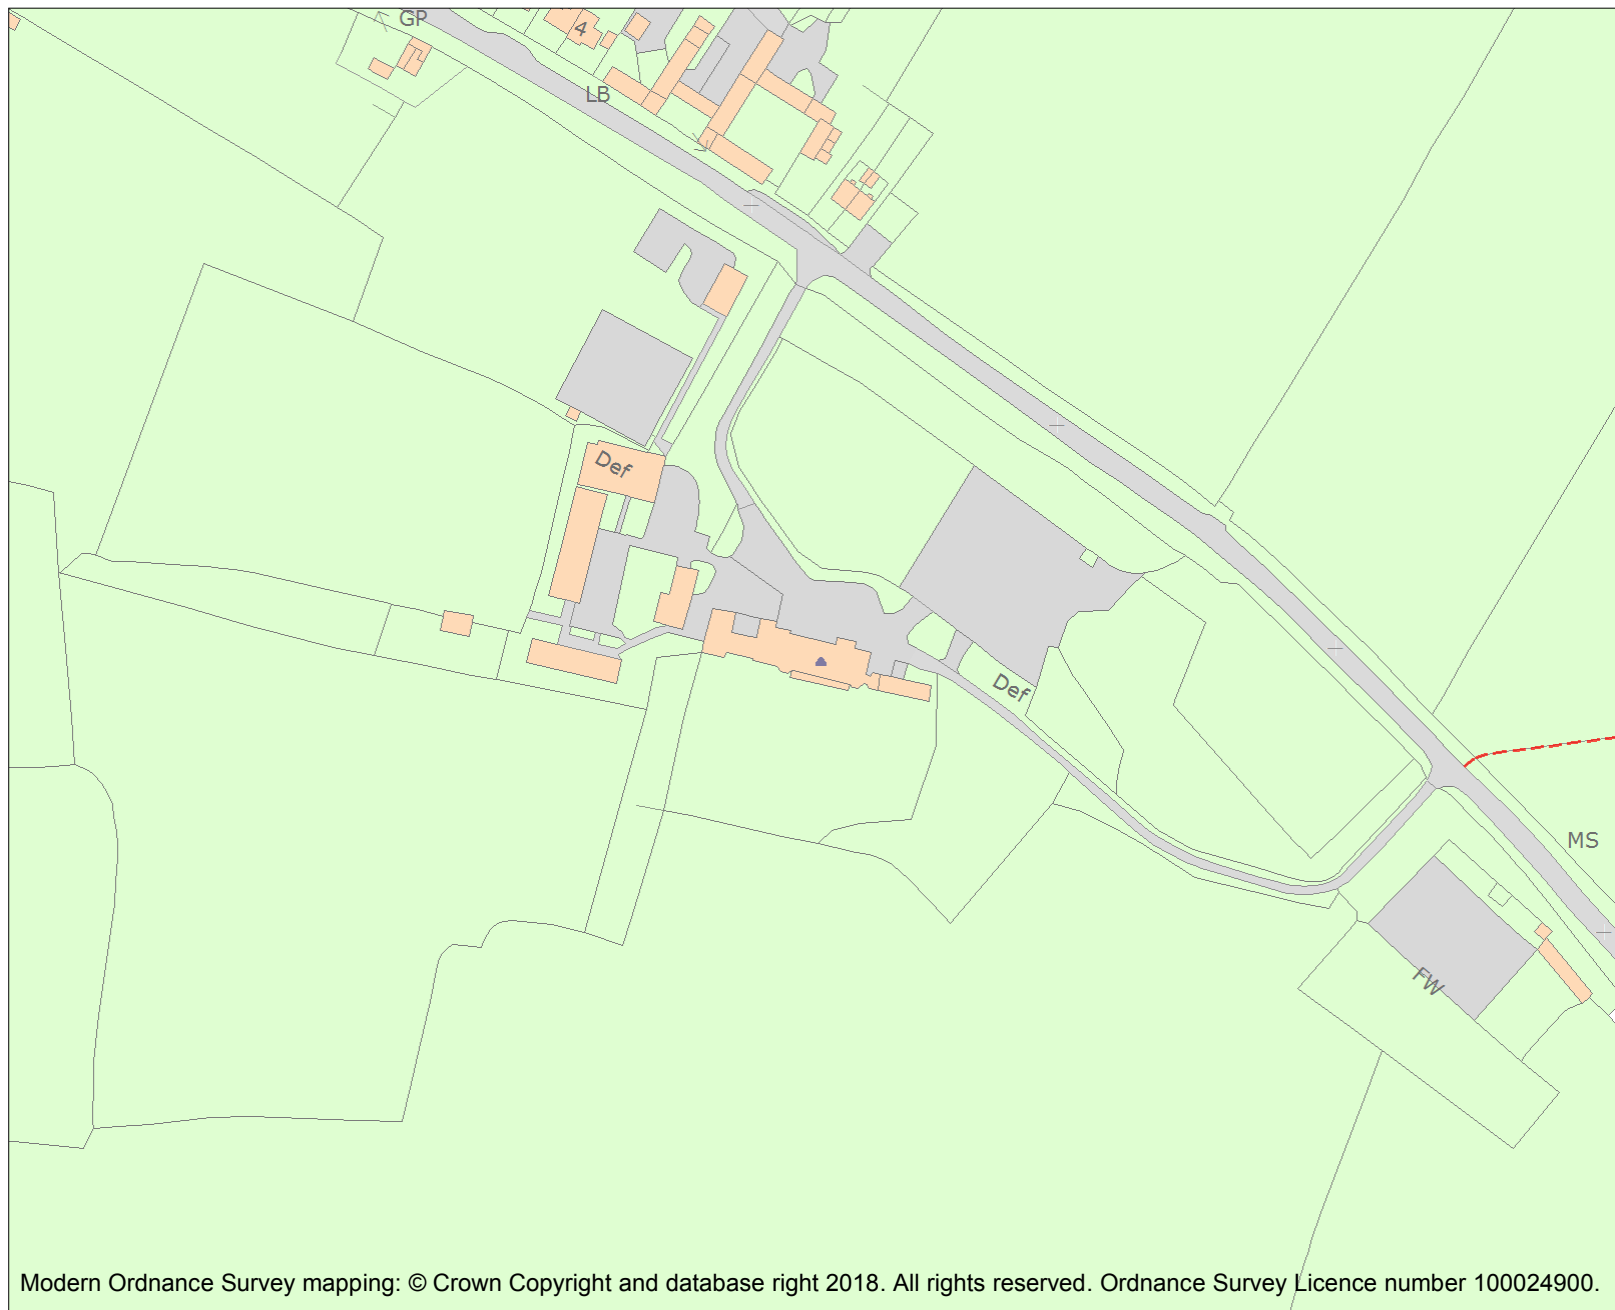 GP
4
LB
Def
Def
MS
FW
Modern Ordnance Survey mapping: © Crown Copyright and database right 2018. All rights reserved. Ordnance Survey Licence number 100024900.